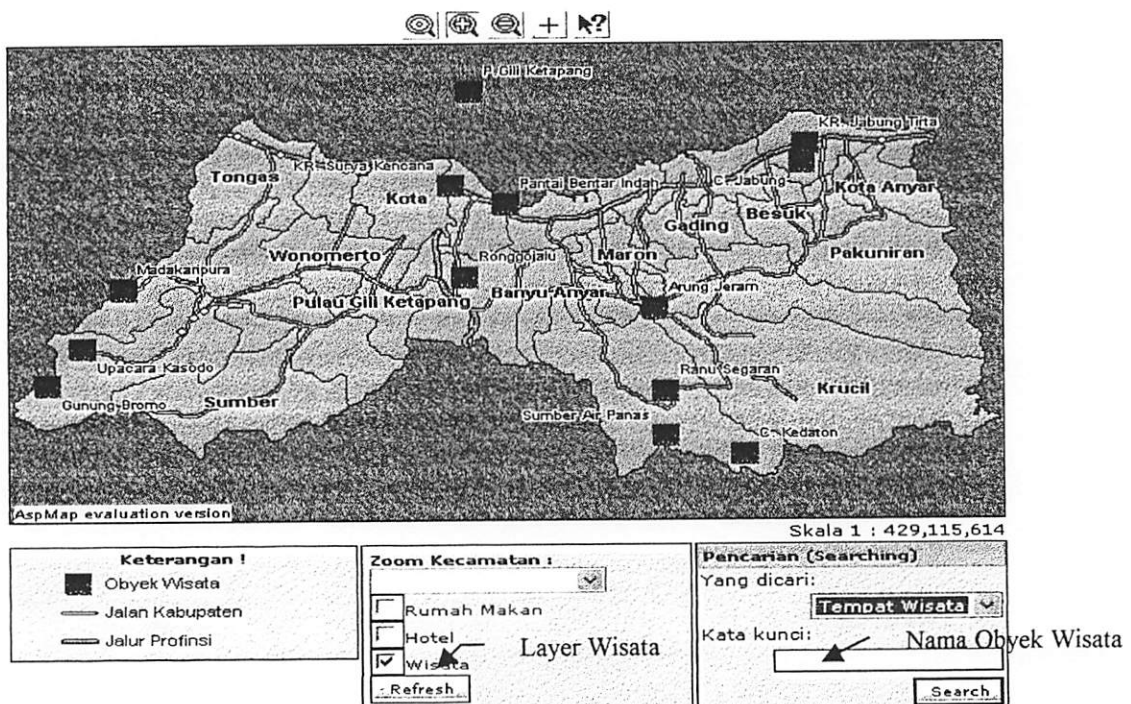 P.Gili Ketapang
KR. Jabung Tirta
KR. Surya Kencana
Tongas
Kota
Pantai Bentar Indah
C. Jabung
Kota Anyar
Besuk
Gading
Wonomerto
Ronggojalu
Maron
Pakuniran
Madakaripura
Pulau Gili Ketapang
Banyu Anyar
Arung Jeram
Upacara Kasodo
Ranu Segaran
Gunung Bromo
Sumber
Krucil
Sumber Air Panas
C. Kedaton
AspMap evaluation version
Skala 1 : 429,115,614
Keterangan !
Obyek Wisata
Jalan Kabupaten
Jalur Profinsi
Zoom Kecamatan :
Rumah Makan
Hotel
Wisata
Layer Wisata
Refresh
Pencarian (Searching)
Yang dicari:
Tempat Wisata
Kata kunci:
Nama Obyek Wisata
Search